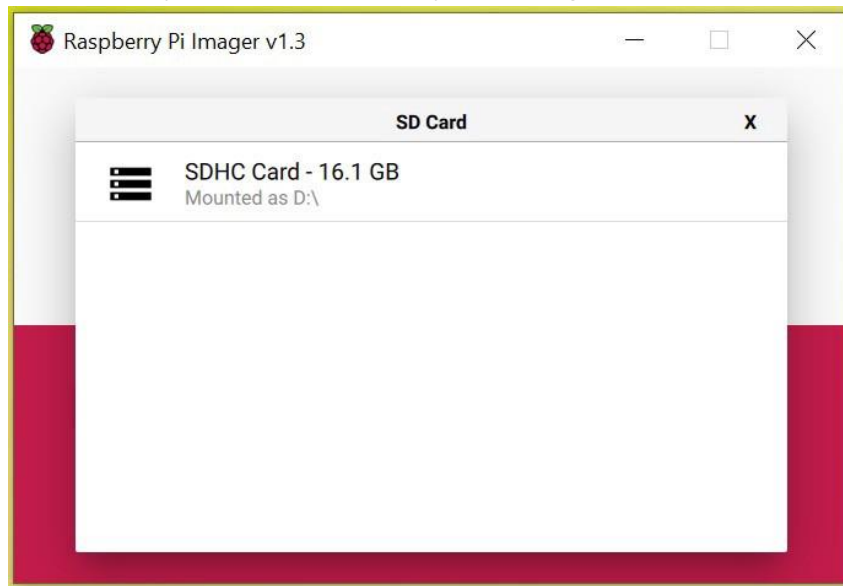 Raspberry Pi Imager v1.3
SD Card X
SDHC Card - 16.1 GB
Mounted as D:\